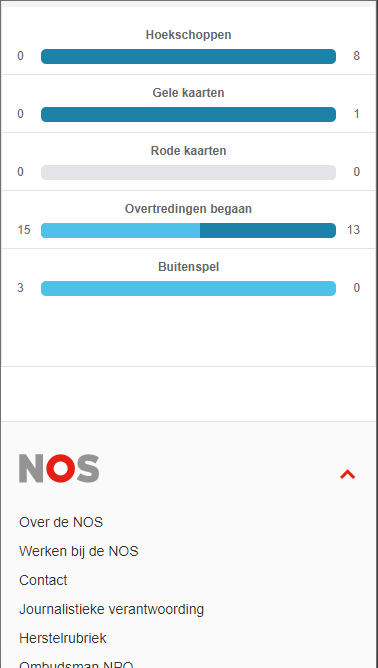 Hoekschoppen
0 8
Gele kaarten
0 1
Rode kaarten
0 0
Overtredingen begaan
15 13
Buitenspel
3 0
NOS
Over de NOS
Werken bij de NOS
Contact
Journalistieke verantwoording
Herstelrubriek
Ombudsman NPO